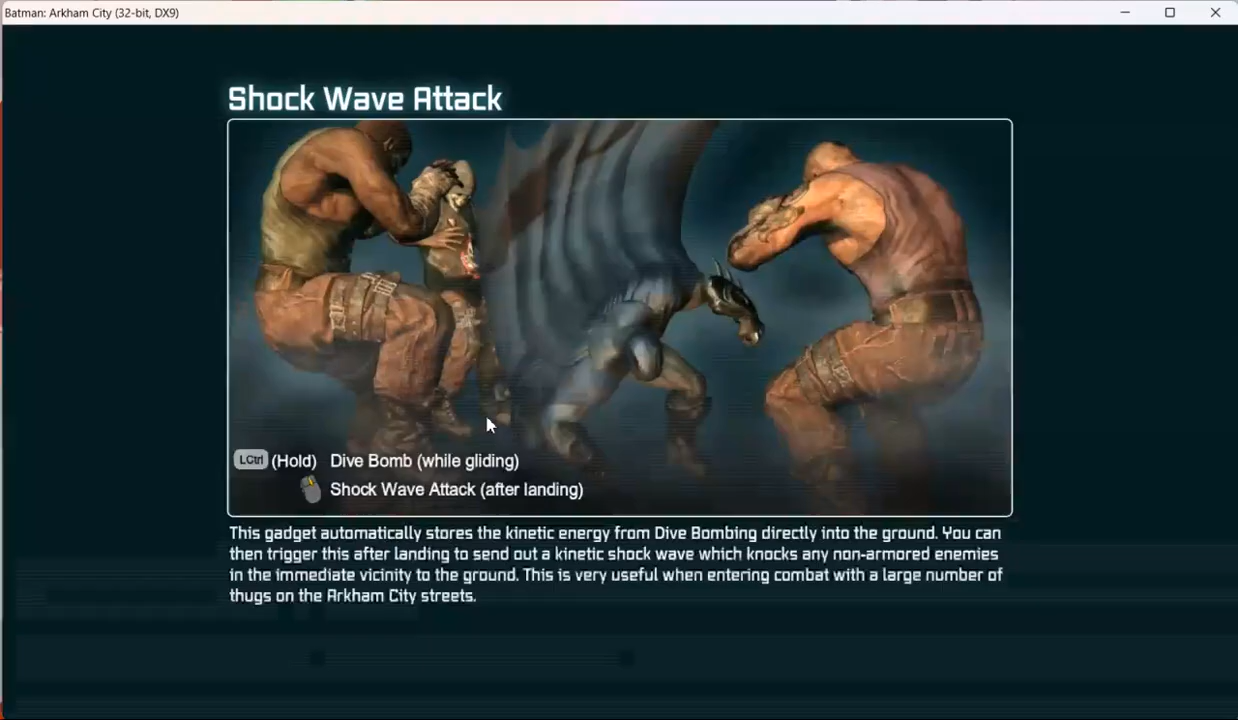 Batman: Arkham City (32-bit, DX9)
Shock Wave Attack
LCtrl (Hold) Dive Bomb (while gliding)
Shock Wave Attack (after landing)
This gadget automatically stores the kinetic energy from Dive Bombing directly into the ground. You can
then trigger this after landing to send out a kinetic shock wave which knocks any non-armored enemies
in the immediate vicinity to the ground. This is very useful when entering combat with a large number of
thugs on the Arkham City streets.